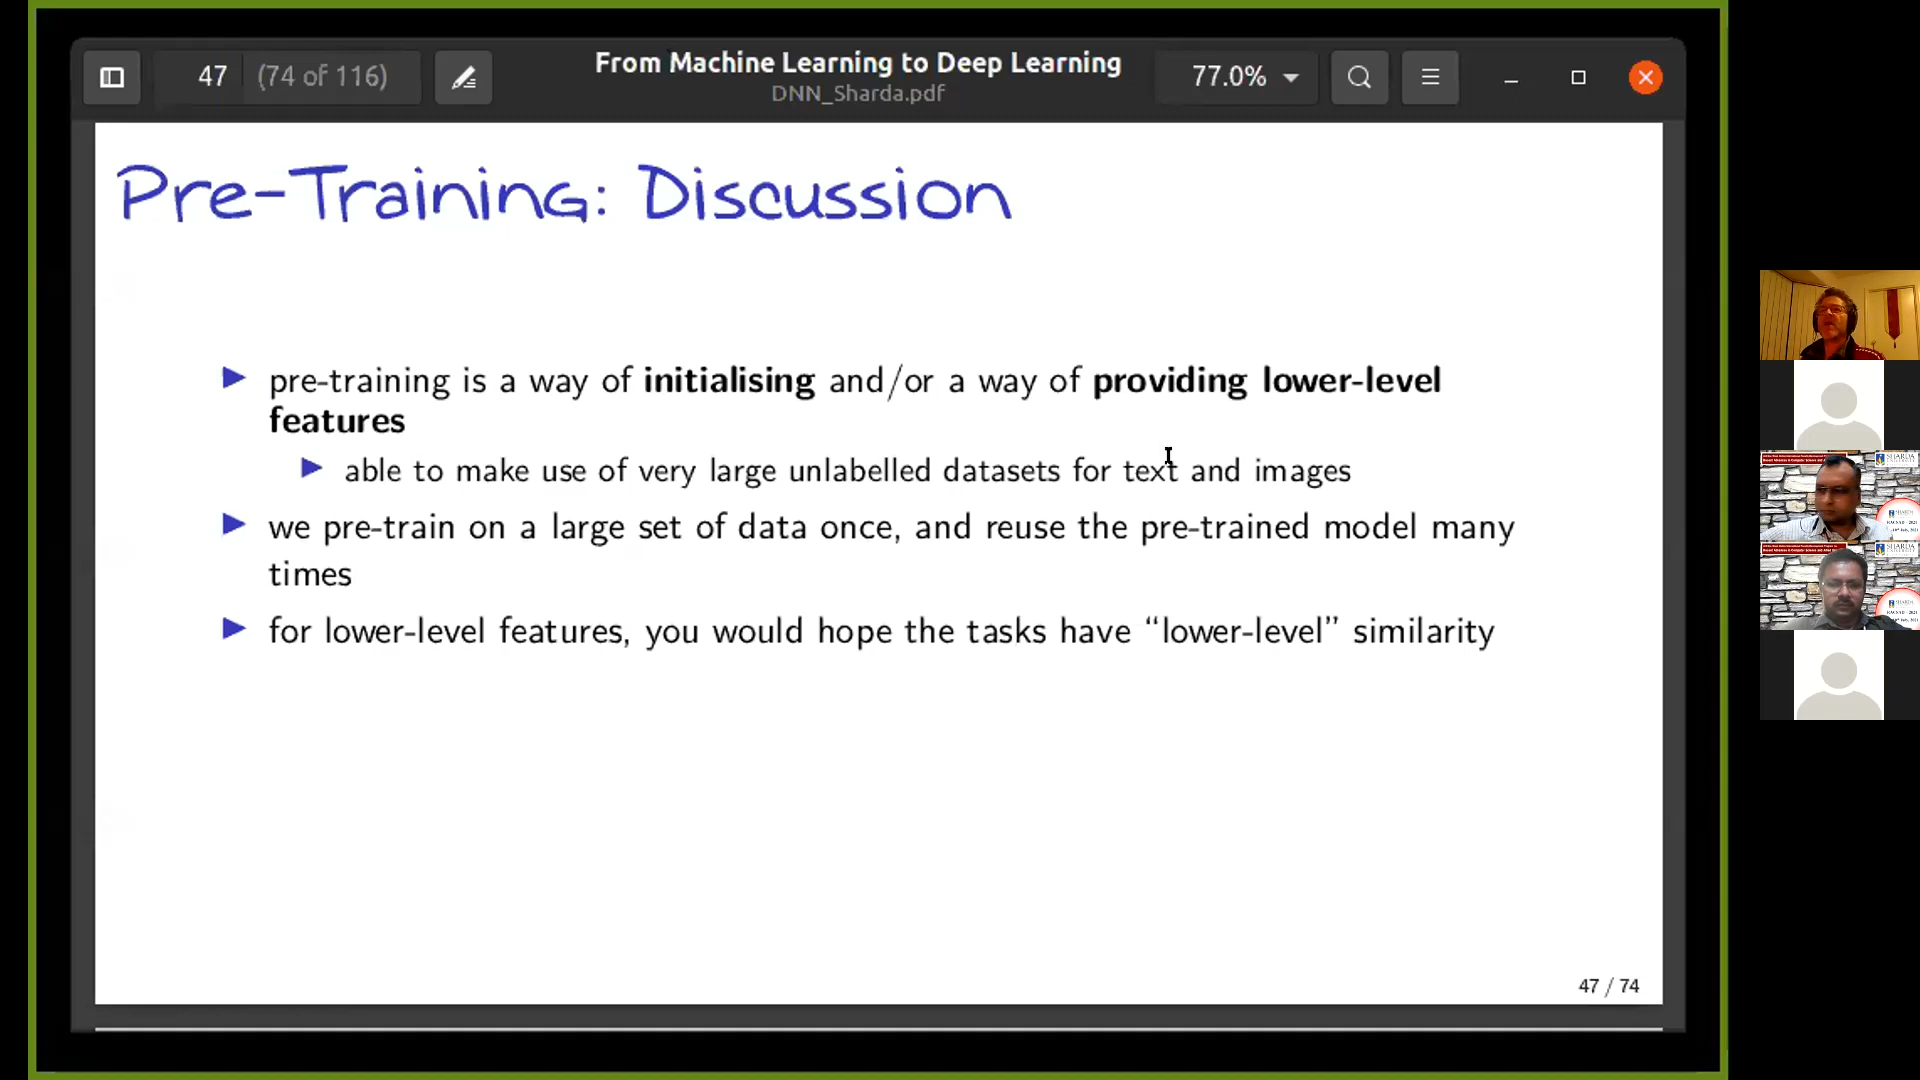 47 (74 of 116)
From Machine Learning to Deep Learning
DNN_Sharda.pdf
77.0%
Pre-Training: Discussion
pre-training is a way of initialising and/or a way of providing lower-level
features
able to make use of very large unlabelled datasets for text and images
we pre-train on a large set of data once, and reuse the pre-trained model many
times
for lower-level features, you would hope the tasks have “lower-level” similarity
47 / 74
SHARDA
SHARDA